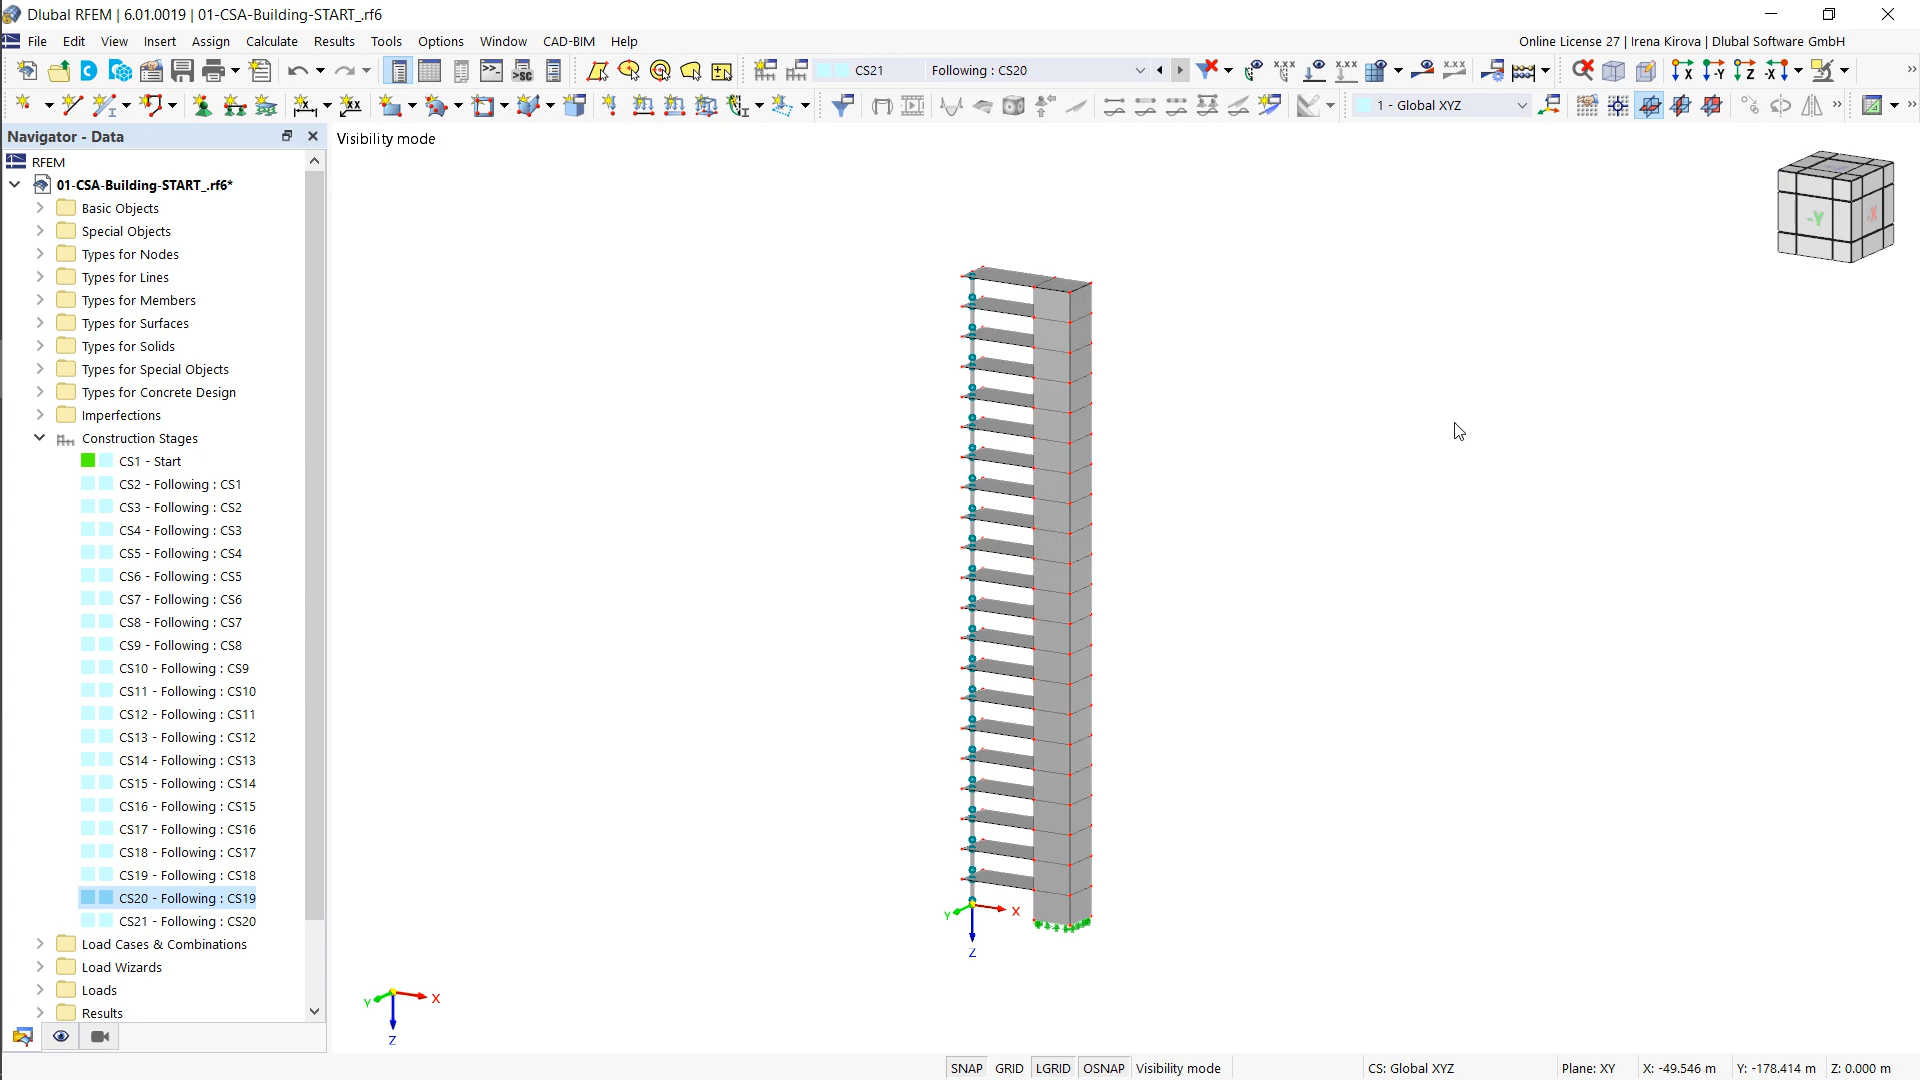 Dlubal RFEM | 6.01.0019 | 01-CSA-Building-START_.rf6
File Edit View Insert Assign Calculate Results Tools Options Window CAD-BIM Help
Online License 27 | Irena Kirova | Dlubal Software GmbH
CS21 Following : CS20
1 - Global XYZ
Navigator - Data
Visibility mode
RFEM
01-CSA-Building-START_.rf6*
Basic Objects
Special Objects
Types for Nodes
Types for Lines
Types for Members
Types for Surfaces
Types for Solids
Types for Special Objects
Types for Concrete Design
Imperfections
Construction Stages
CS1 - Start
CS2 - Following : CS1
CS3 - Following : CS2
CS4 - Following : CS3
CS5 - Following : CS4
CS6 - Following : CS5
CS7 - Following : CS6
CS8 - Following : CS7
CS9 - Following : CS8
CS10 - Following : CS9
CS11 - Following : CS10
CS12 - Following : CS11
CS13 - Following : CS12
CS14 - Following : CS13
CS15 - Following : CS14
CS16 - Following : CS15
CS17 - Following : CS16
CS18 - Following : CS17
CS19 - Following : CS18
CS20 - Following : CS19
CS21 - Following : CS20
Load Cases & Combinations
Load Wizards
Loads
Results
-Y -X
Y X
Z
Y X
Z
SNAP GRID LGRID OSNAP Visibility mode
CS: Global XYZ
Plane: XY
X: -49.546 m
Y: -178.414 m
Z: 0.000 m